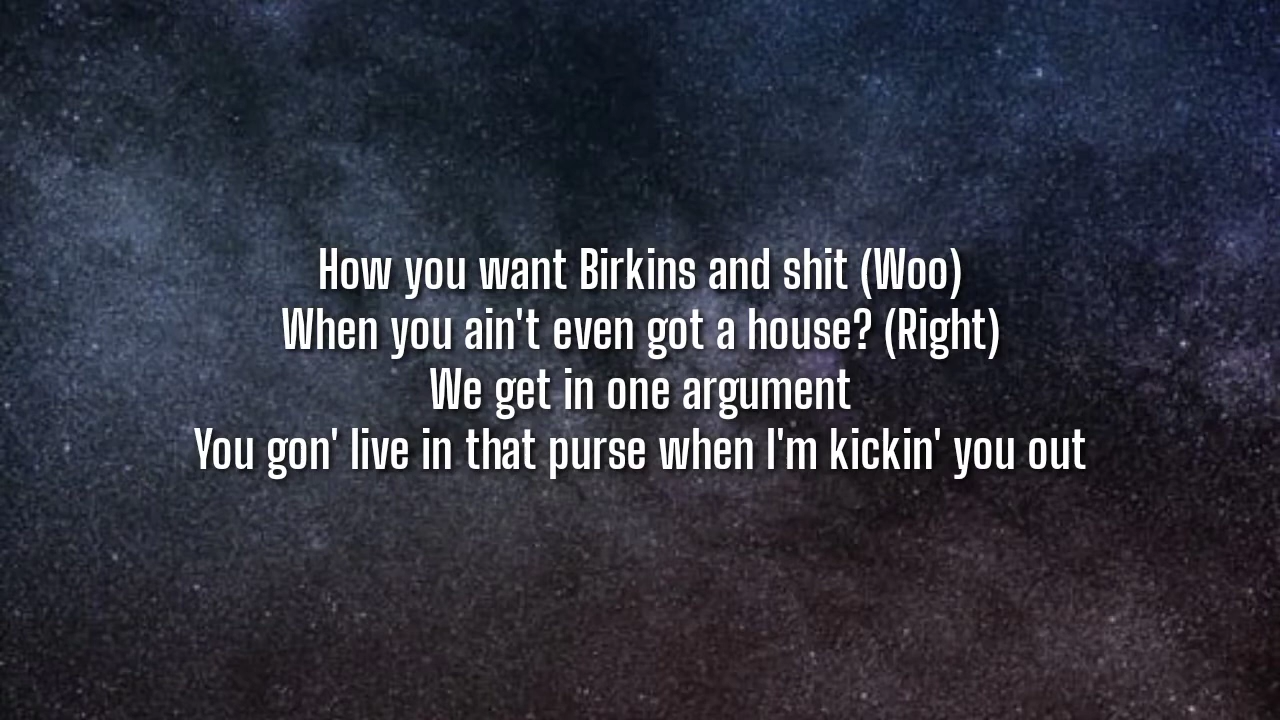 How you want Birkins and shit (Woo)
When you ain't even got a house? (Right)
We get in one argument
You gon' live in that purse when I'm kickin' you out